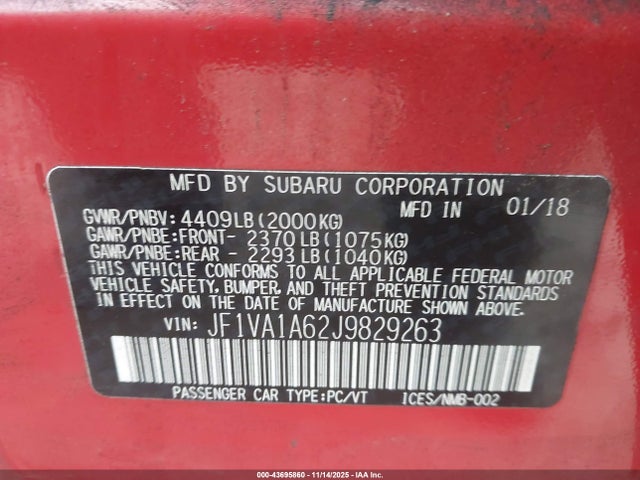 MFD BY SUBARU CORPORATION
GVWR/PNBV: 4409LB(2000KG) MFD IN 01/18
GAWR/PNBE:FRONT- 2370LB(1075KG)
GAWR/PNBE:REAR - 2293LB(1040KG)
THIS VEHICLE CONFORMS TO ALL APPLICABLE FEDERAL MOTOR
VEHICLE SAFETY, BUMPER, AND THEFT PREVENTION STANDARDS
IN EFFECT ON THE DATE OF MANUFACTURE SHOWN ABOVE.
VIN: JF1VA1A62J9829263
PASSENGER CAR TYPE:PC/VT ICES/NMB-002
000-43695860 - 11/14/2025 - IAA Inc.